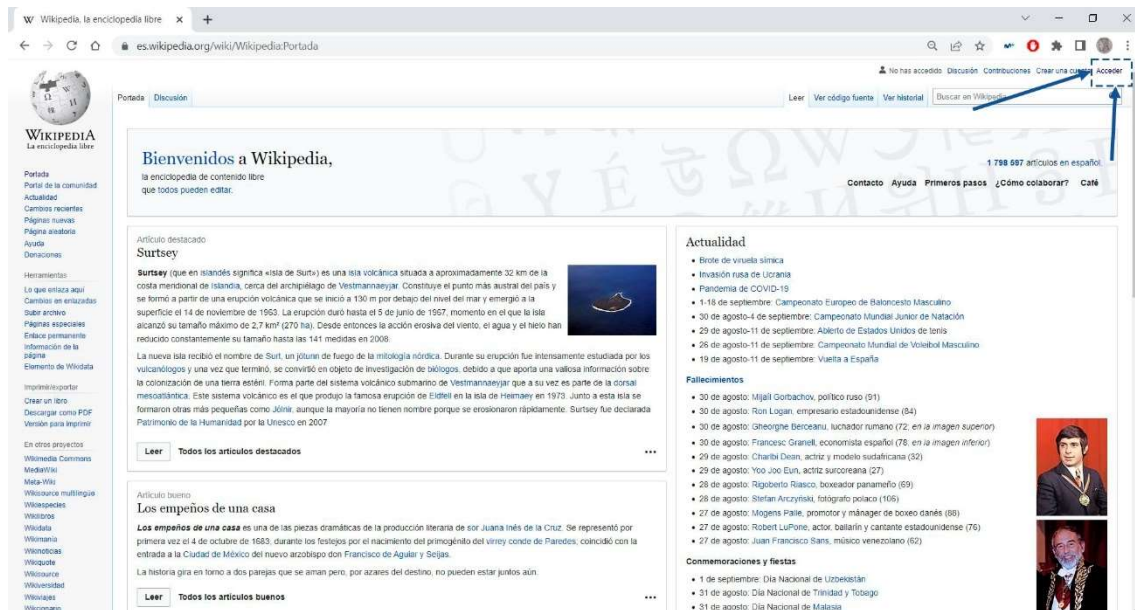 Wikipedia, la enciclopedia libre
es.wikipedia.org/wiki/Wikipedia:Portada
No has accedido Discusión Contribuciones Crear una cuenta Acceder
Portada Discusión
Leer Ver código fuente Ver historial Buscar en Wikipedia
WIKIPEDIA
La enciclopedia libre
Portada
Portal de la comunidad
Actualidad
Cambios recientes
Páginas nuevas
Página aleatoria
Ayuda
Donaciones
Herramientas
Lo que enlaza aquí
Cambios en enlazadas
Subir archivo
Páginas especiales
Enlace permanente
Información de la
página
Elemento de Wikidata
Imprimir/exportar
Crear un libro
Descargar como PDF
Versión para imprimir
En otros proyectos
Wikimedia Commons
MediaWiki
Meta-Wiki
Wikisource multilingüe
Wikiespecies
Wikilibros
Wikidata
Wikimania
Wikinoticias
Wikiquote
Wikisource
Wikiversidad
Wikiviajes
Wikcionario
Bienvenidos a Wikipedia,
la enciclopedia de contenido libre
que todos pueden editar.
1 798 597 artículos en español.
Contacto Ayuda Primeros pasos ¿Cómo colaborar? Café
Artículo destacado
Surtsey
Surtsey (que en islandés significa «isla de Surt») es una isla volcánica situada a aproximadamente 32 km de la
costa meridional de Islandia, cerca del archipiélago de Vestmannaeyjar. Constituye el punto más austral del país y
se formó a partir de una erupción volcánica que se inició a 130 m por debajo del nivel del mar y emergió a la
superficie el 14 de noviembre de 1963. La erupción duró hasta el 5 de junio de 1967, momento en el que la isla
alcanzó su tamaño máximo de 2,7 km² (270 ha). Desde entonces la acción erosiva del viento, el agua y el hielo han
reducido constantemente su tamaño hasta las 141 medidas en 2008.
La nueva isla recibió el nombre de Surt, un jötunn de fuego de la mitología nórdica. Durante su erupción fue intensamente estudiada por los
vulcanólogos y una vez que terminó, se convirtió en objeto de investigación de biólogos, debido a que aporta una valiosa información sobre
la colonización de una tierra estéril. Forma parte del sistema volcánico submarino de Vestmannaeyjar que a su vez es parte de la dorsal
mesoatlántica. Este sistema volcánico es el que produjo la famosa erupción de Eldfell en la isla de Heimaey en 1973. Junto a esta isla se
formaron otras más pequeñas como Jólnir, aunque la mayoría no tienen nombre porque se erosionaron rápidamente. Surtsey fue declarada
Patrimonio de la Humanidad por la Unesco en 2007
Leer Todos los artículos destacados
Artículo bueno
Los empeños de una casa
Los empeños de una casa es una de las piezas dramáticas de la producción literaria de sor Juana Inés de la Cruz. Se representó por
primera vez el 4 de octubre de 1683, durante los festejos por el nacimiento del primogénito del virrey conde de Paredes; coincidió con la
entrada a la Ciudad de México del nuevo arzobispo don Francisco de Aguiar y Seijas.
La historia gira en torno a dos parejas que se aman pero, por azares del destino, no pueden estar juntos aún.
Leer Todos los artículos buenos
Actualidad
Brote de viruela símica
Invasión rusa de Ucrania
Pandemia de COVID-19
1-18 de septiembre: Campeonato Europeo de Baloncesto Masculino
30 de agosto-4 de septiembre: Campeonato Mundial Junior de Natación
29 de agosto-11 de septiembre: Abierto de Estados Unidos de tenis
26 de agosto-11 de septiembre: Campeonato Mundial de Voleibol Masculino
19 de agosto-11 de septiembre: Vuelta a España
Fallecimientos
30 de agosto: Mijaíl Gorbachov, político ruso (91)
30 de agosto: Ron Logan, empresario estadounidense (84)
30 de agosto: Gheorghe Berceanu, luchador rumano (72; en la imagen superior)
30 de agosto: Francesc Granell, economista español (78; en la imagen inferior)
29 de agosto: Charlbi Dean, actriz y modelo sudafricana (32)
29 de agosto: Yoo Joo Eun, actriz surcoreana (27)
28 de agosto: Rigoberto Riasco, boxeador panameño (69)
28 de agosto: Stefan Arczyński, fotógrafo polaco (106)
27 de agosto: Mogens Palle, promotor y mánager de boxeo danés (88)
27 de agosto: Robert LuPone, actor, bailarín y cantante estadounidense (76)
27 de agosto: Juan Francisco Sans, músico venezolano (62)
Conmemoraciones y fiestas
1 de septiembre: Día Nacional de Uzbekistán
31 de agosto: Día Nacional de Trinidad y Tobago
31 de agosto: Día Nacional de Malasia